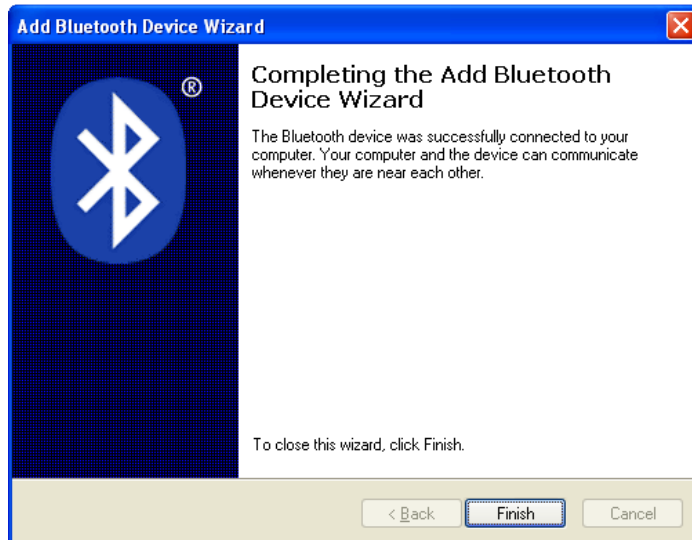 Add Bluetooth Device Wizard
®
Completing the Add Bluetooth
Device Wizard
The Bluetooth device was successfully connected to your
computer. Your computer and the device can communicate
whenever they are near each other.
To close this wizard, click Finish.
< Back Finish Cancel